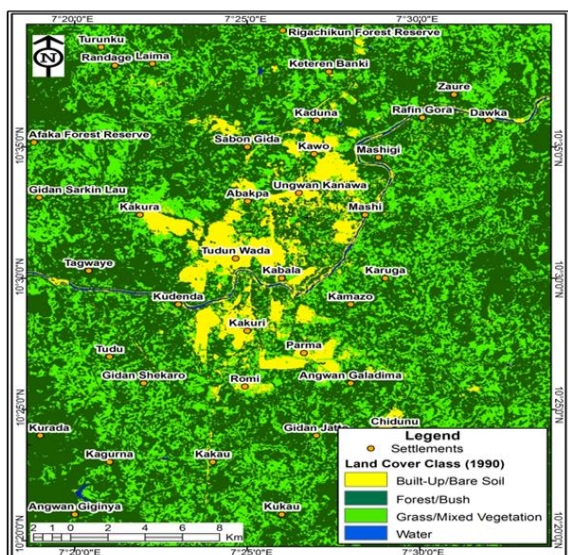 7°20'0"E 7°25'0"E 7°30'0"E
Rigachikun Forest Reserve
Turunku
Randage Laima
Keteren Banki
N
Zaure
Kaduna
Rafin Gora
Dawka
Afaka Forest Reserve
10°35'0"N
10°35'0"N
Sabon Gida
Kawo
Mashigi
Gidan Sarkin Lau
Ungwan Kanawa
Abakpa
Kakura
Mashi
Tudun Wada
Tagwaye
Kabala
Karuga
10°30'0"N
10°30'0"N
Kudenda
Kamazo
Kakuri
Parma
Tudu
Gidan Shekaro
Romi
Angwan Galadima
10°25'0"N
10°25'0"N
Chidunu
Kurada
Gidan Jatto
Legend
Settlements
Land Cover Class (1990)
Built-Up/Bare Soil
Forest/Bush
Grass/Mixed Vegetation
Water
Kagurna
Kakau
Angwan Giginya
Kukau
10°20'0"N
10°20'0"N
2 1 0 2 4 6 8
Km
7°20'0"E 7°25'0"E 7°30'0"E